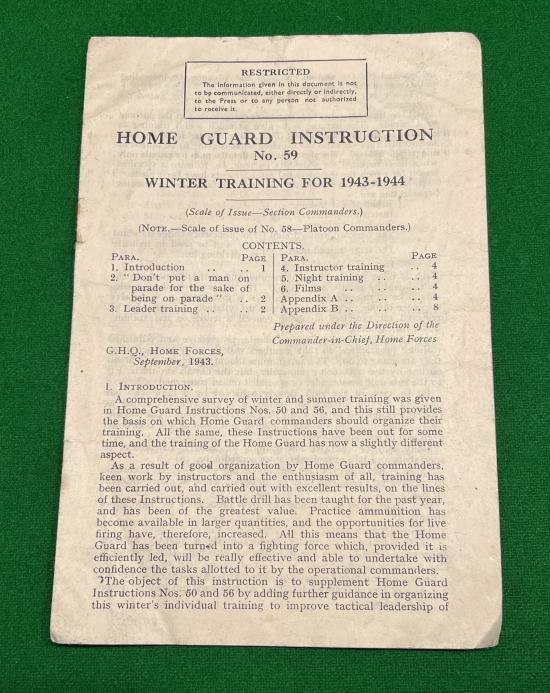 RESTRICTED
The information given in this document is not
to be communicated, either directly or indirectly,
to the Press or to any person not authorized
to receive it.
HOME GUARD INSTRUCTION
No. 59
WINTER TRAINING FOR 1943-1944
(Scale of Issue—Section Commanders.)
(NOTE.—Scale of issue of No. 58—Platoon Commanders.)
CONTENTS.
PARA. PAGE
1. Introduction .. .. 1
2. "Don't put a man on
parade for the sake of
being on parade" .. 2
3. Leader training .. .. 2
PARA. PAGE
4. Instructor training .. 4
5. Night training .. .. 4
6. Films .. .. .. 4
Appendix A .. .. .. 4
Appendix B .. .. .. 8
Prepared under the Direction of the
Commander-in-Chief, Home Forces
G.H.Q., HOME FORCES,
September, 1943.
1. INTRODUCTION.
A comprehensive survey of winter and summer training was given
in Home Guard Instructions Nos. 50 and 56, and this still provides
the basis on which Home Guard commanders should organize their
training. All the same, these Instructions have been out for some
time, and the training of the Home Guard has now a slightly different
aspect.
As a result of good organization by Home Guard commanders,
keen work by instructors and the enthusiasm of all, training has
been carried out, and carried out with excellent results, on the lines
of these Instructions. Battle drill has been taught for the past year,
and has been of the greatest value. Practice ammunition has
become available in larger quantities, and the opportunities for live
firing have, therefore, increased. All this means that the Home
Guard has been turned into a fighting force which, provided it is
efficiently led, will be really effective and able to undertake with
confidence the tasks allotted to it by the operational commanders.
The object of this instruction is to supplement Home Guard
Instructions Nos. 50 and 56 by adding further guidance in organizing
this winter's individual training to improve tactical leadership of